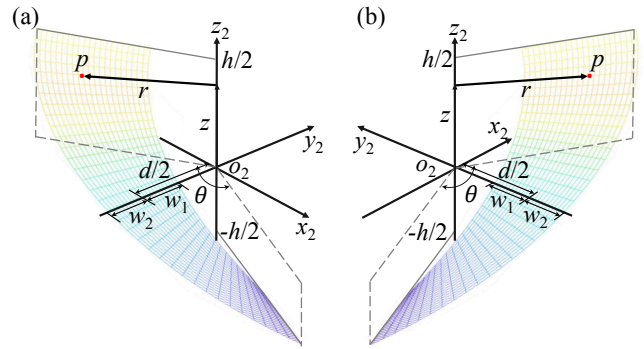 (a)
z₂
h/2
p
r
z
y₂
o₂
d/2
θ
w₁
w₂
x₂
-h/2
(b)
z₂
h/2
p
r
z
y₂
x₂
o₂
d/2
θ
w₁
w₂
-h/2